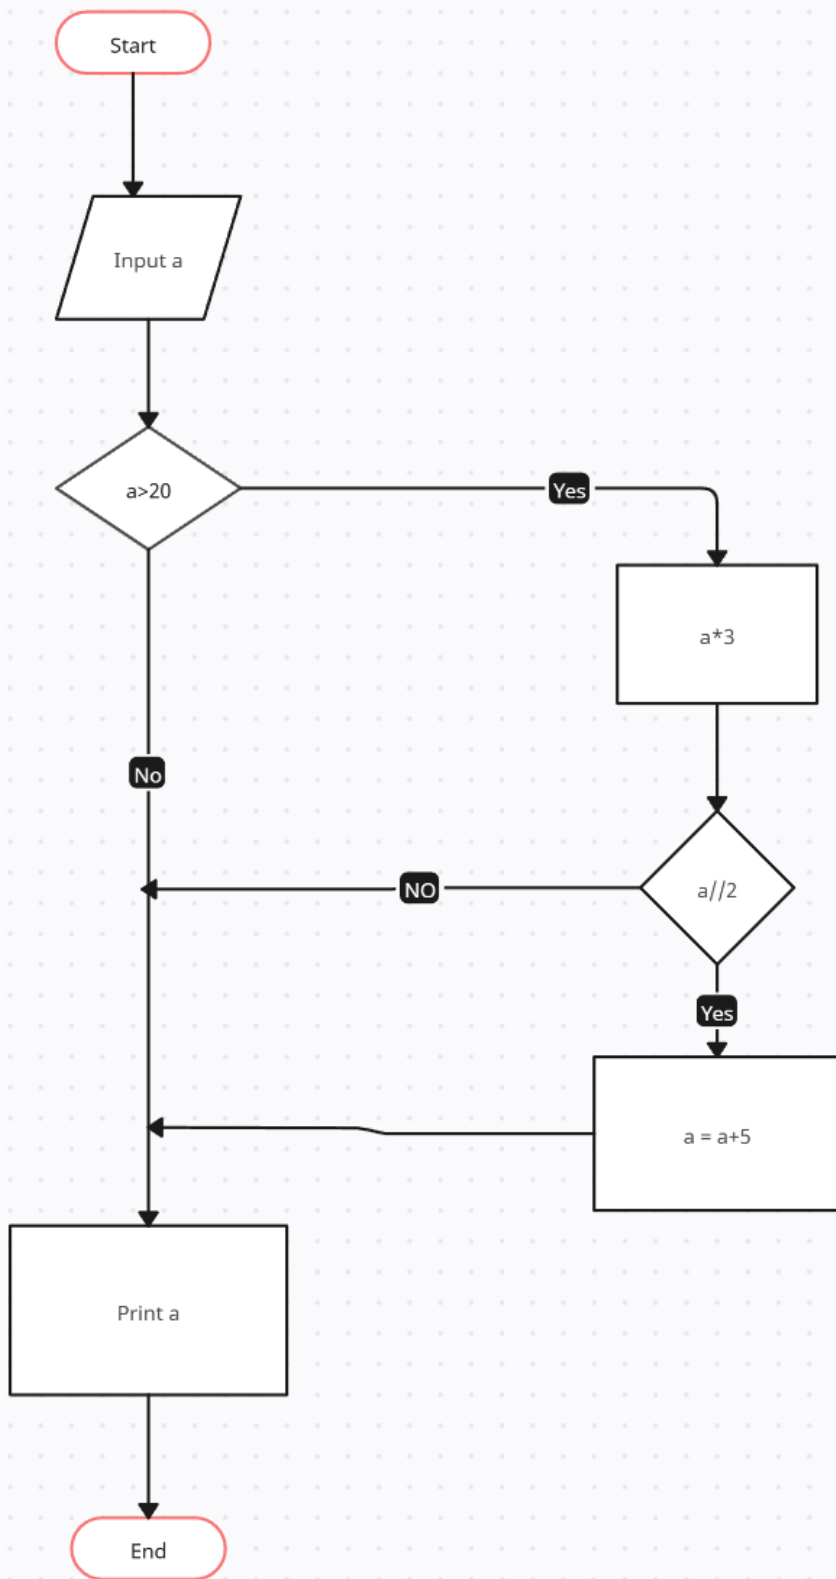 Start
Input a
a>20
Yes
a*3
No
NO
a//2
Yes
a = a+5
Print a
End